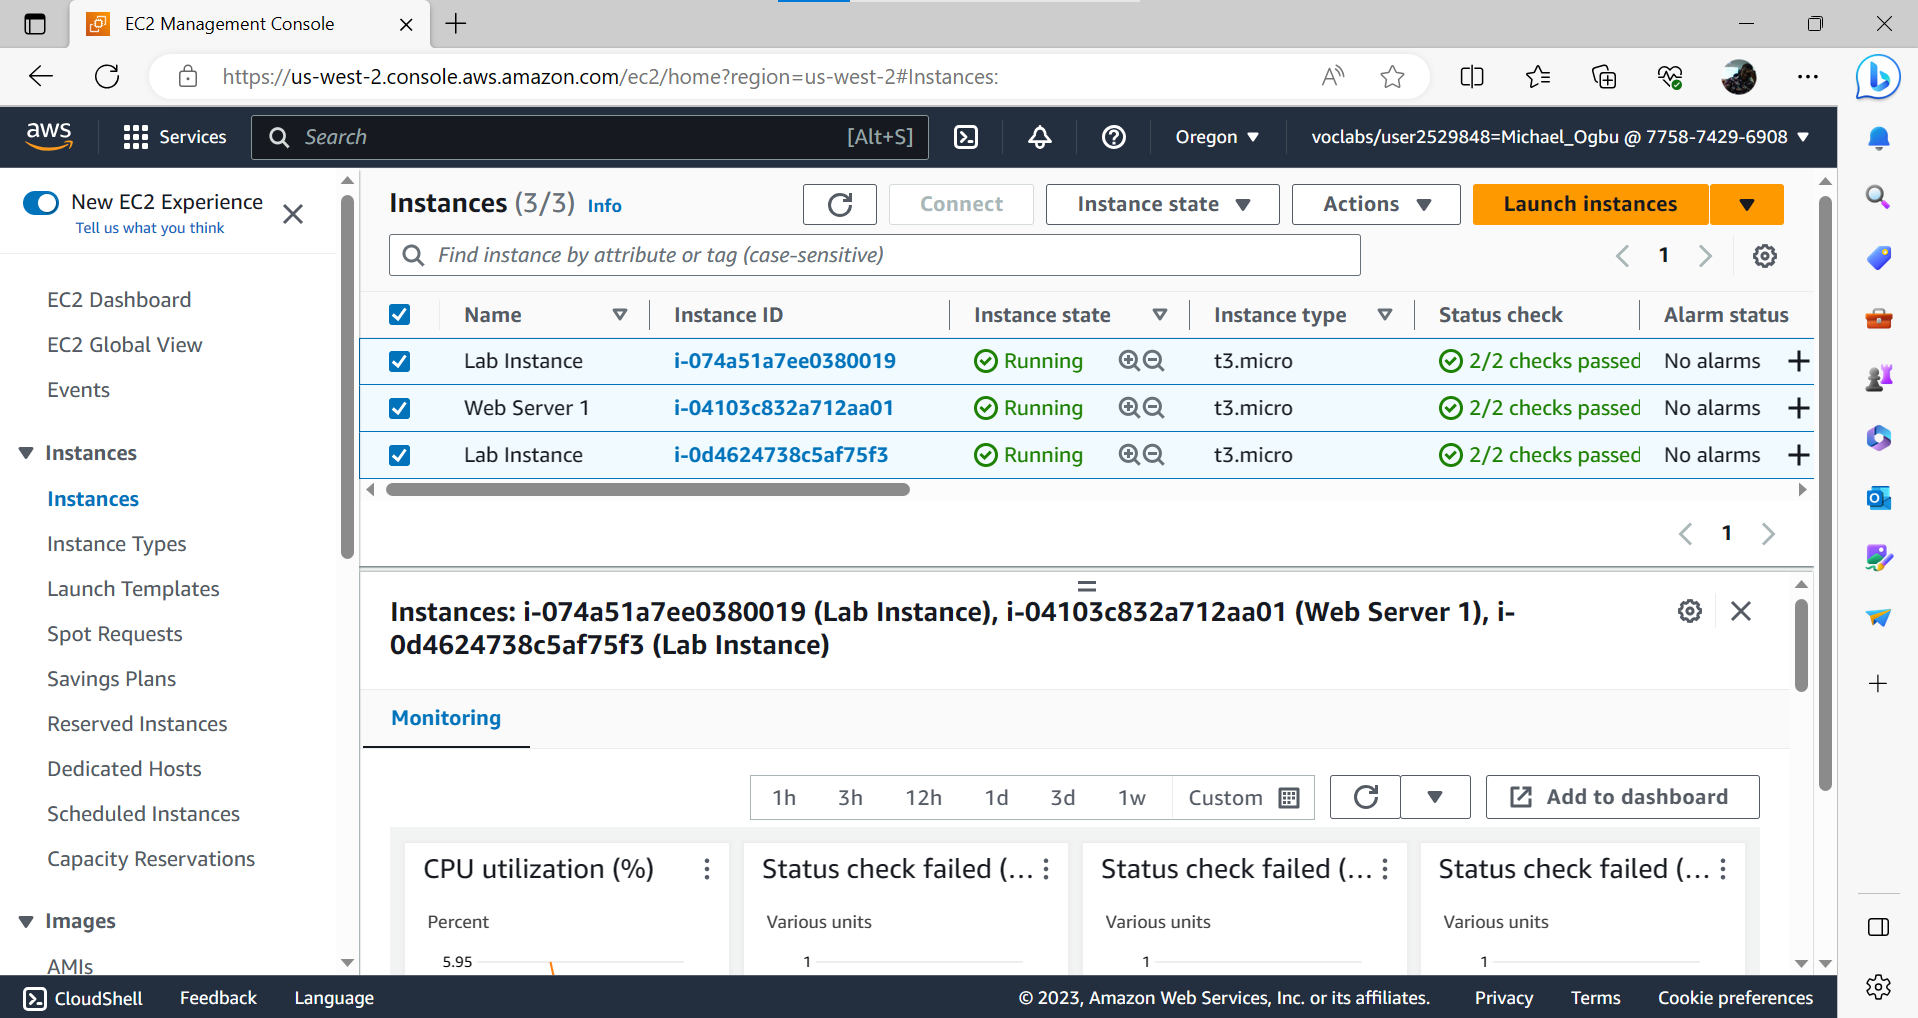 EC2 Management Console
https://us-west-2.console.aws.amazon.com/ec2/home?region=us-west-2#Instances:
aws
Services
Search
[Alt+S]
Oregon
voclabs/user2529848=Michael_Ogbu @ 7758-7429-6908
New EC2 Experience
Tell us what you think
EC2 Dashboard
EC2 Global View
Events
Instances
Instances
Instance Types
Launch Templates
Spot Requests
Savings Plans
Reserved Instances
Dedicated Hosts
Scheduled Instances
Capacity Reservations
Images
AMIs
Instances (3/3) Info
Connect
Instance state
Actions
Launch instances
Find instance by attribute or tag (case-sensitive)
1
Name Instance ID Instance state Instance type Status check Alarm status
Lab Instance i-074a51a7ee0380019 Running t3.micro 2/2 checks passed No alarms
Web Server 1 i-04103c832a712aa01 Running t3.micro 2/2 checks passed No alarms
Lab Instance i-0d4624738c5af75f3 Running t3.micro 2/2 checks passed No alarms
1
Instances: i-074a51a7ee0380019 (Lab Instance), i-04103c832a712aa01 (Web Server 1), i-
0d4624738c5af75f3 (Lab Instance)
Monitoring
1h 3h 12h 1d 3d 1w Custom
Add to dashboard
CPU utilization (%)
Percent
5.95
Status check failed (...
Various units
1
Status check failed (...
Various units
1
Status check failed (...
Various units
1
CloudShell Feedback Language
© 2023, Amazon Web Services, Inc. or its affiliates. Privacy Terms Cookie preferences